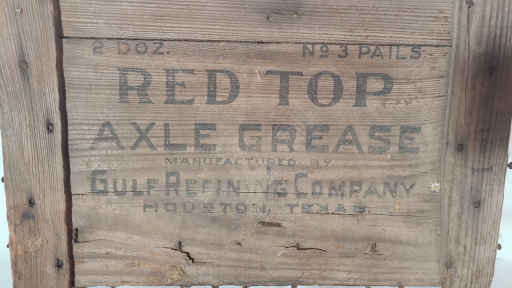 2 DOZ. Nº 3 PAILS
RED TOP
AXLE GREASE
MANUFACTURED BY
GULF REFINING COMPANY
HOUSTON, TEXAS.